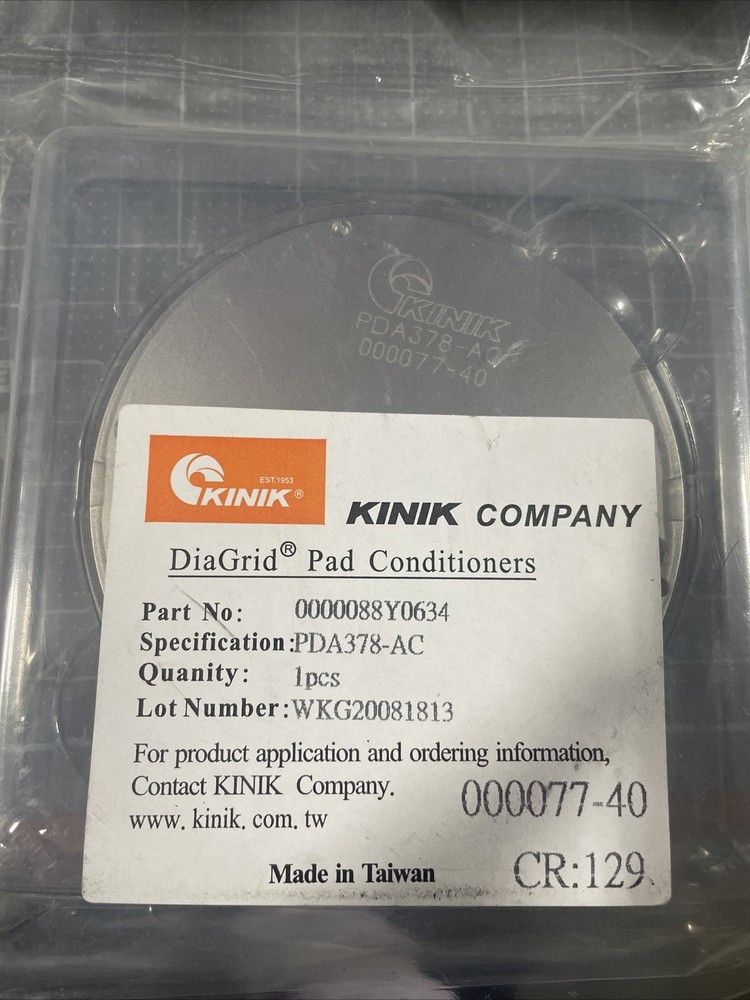 KINIK
PDA378-AC
000077-40
EST.1953
KINIK®
KINIK COMPANY
DiaGrid® Pad Conditioners
Part No: 0000088Y0634
Specification:PDA378-AC
Quanity: 1pcs
Lot Number:WKG20081813
For product application and ordering information,
Contact KINIK Company.
www.kinik.com.tw
000077-40
Made in Taiwan
CR:129